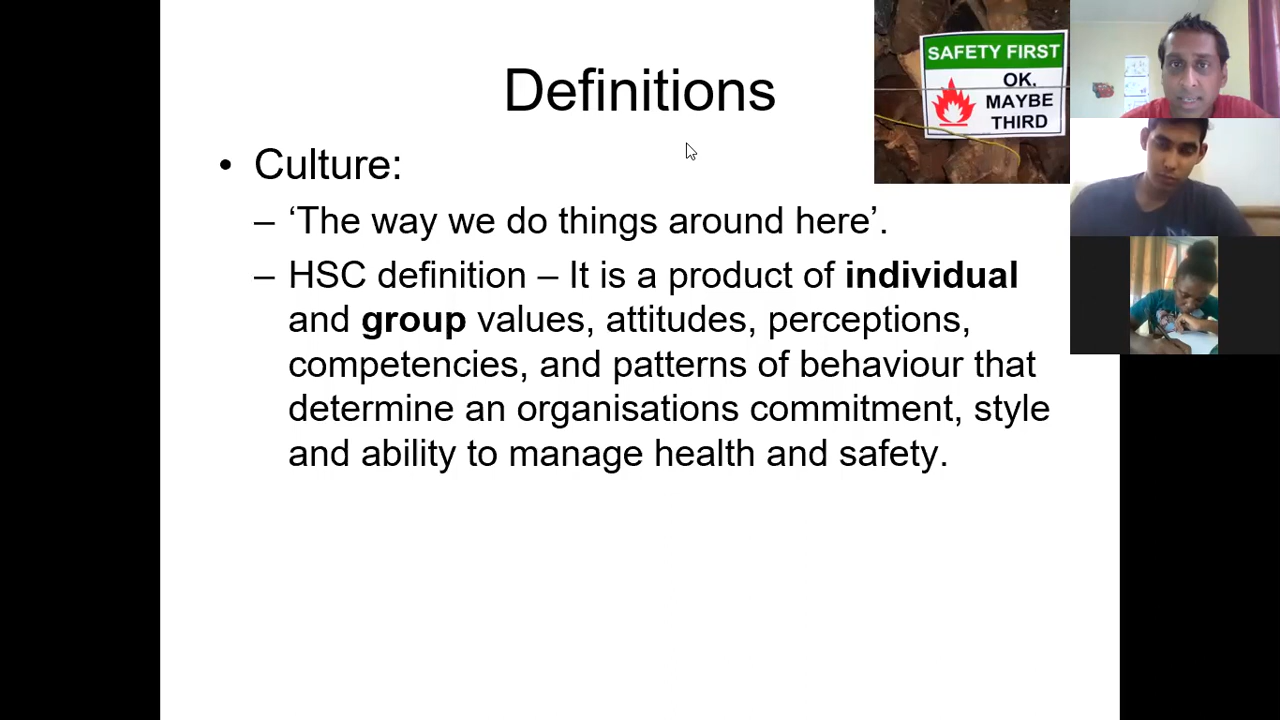 Definitions
SAFETY FIRST
OK,
MAYBE
THIRD
• Culture:
– ‘The way we do things around here’.
– HSC definition – It is a product of individual
and group values, attitudes, perceptions,
competencies, and patterns of behaviour that
determine an organisations commitment, style
and ability to manage health and safety.